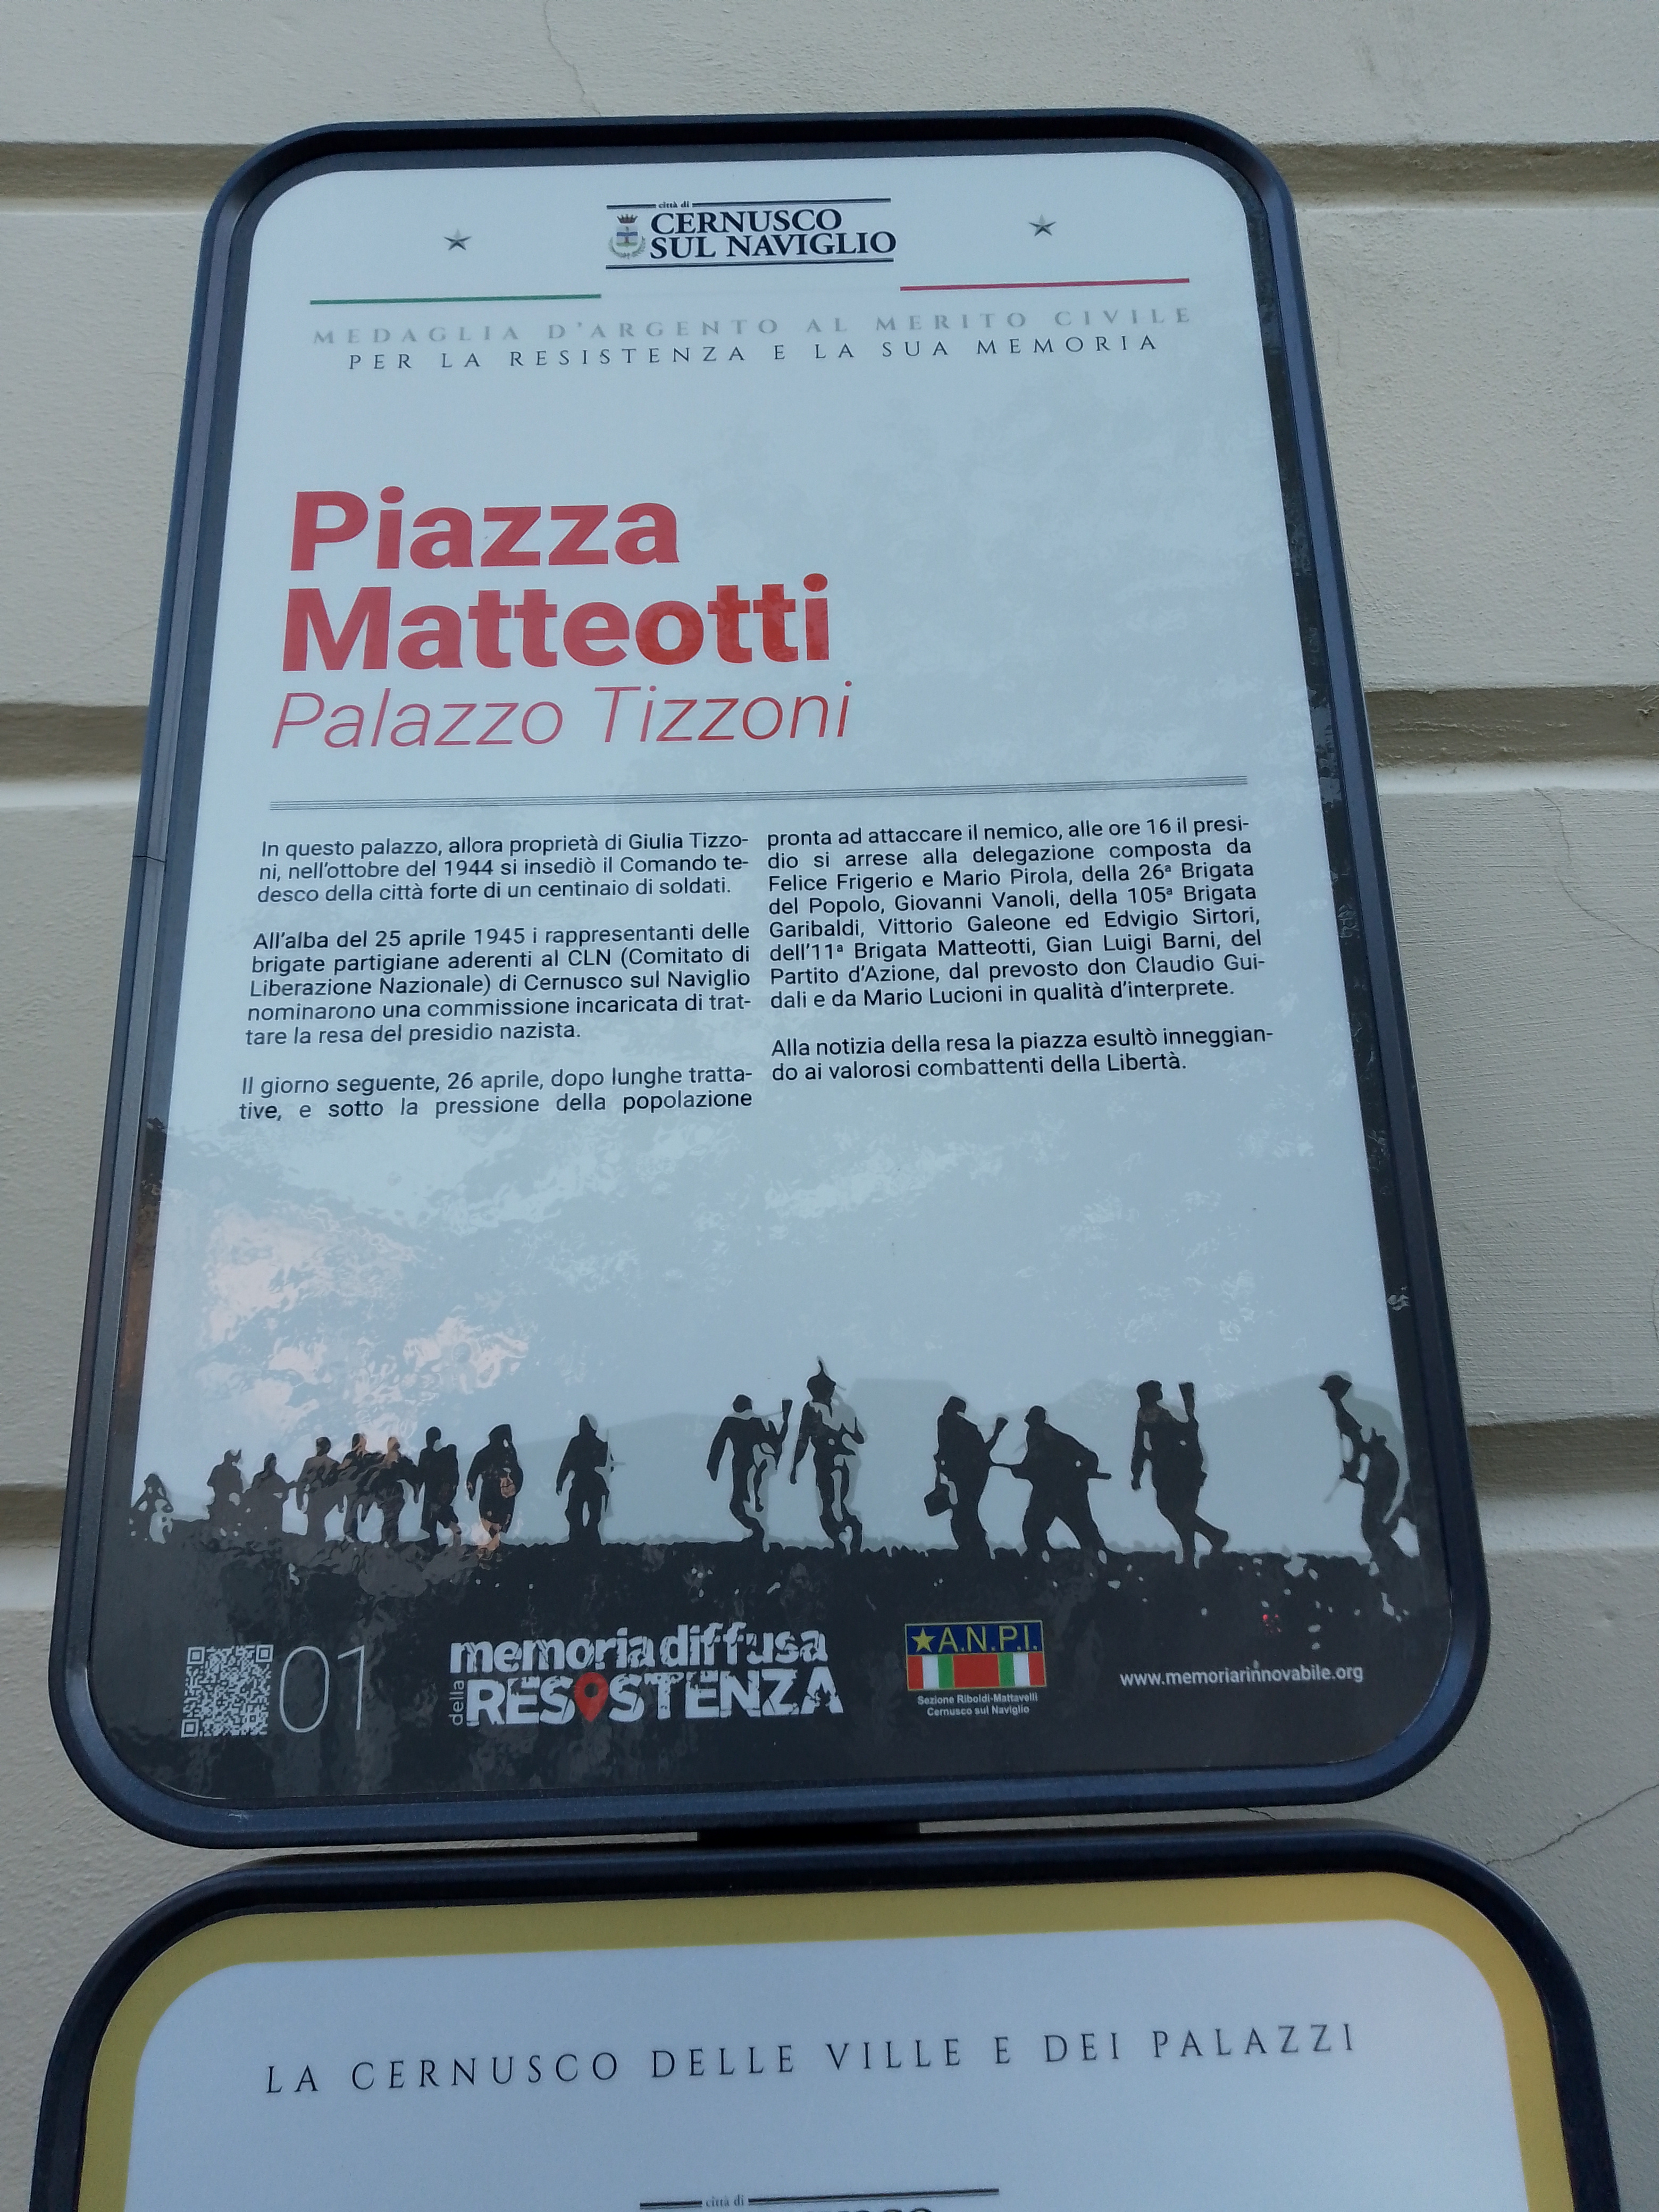 città di
CERNUSCO
SUL NAVIGLIO
MEDAGLIA D'ARGENTO AL MERITO CIVILE
PER LA RESISTENZA E LA SUA MEMORIA
Piazza
Matteotti
Palazzo Tizzoni
In questo palazzo, allora proprietà di Giulia Tizzo-
ni, nell'ottobre del 1944 si insediò il Comando te-
desco della città forte di un centinaio di soldati.
All'alba del 25 aprile 1945 i rappresentanti delle
brigate partigiane aderenti al CLN (Comitato di
Liberazione Nazionale) di Cernusco sul Naviglio
nominarono una commissione incaricata di trat-
tare la resa del presidio nazista.
Il giorno seguente, 26 aprile, dopo lunghe tratta-
tive, e sotto la pressione della popolazione
pronta ad attaccare il nemico, alle ore 16 il presi-
dio si arrese alla delegazione composta da
Felice Frigerio e Mario Pirola, della 26ª Brigata
del Popolo, Giovanni Vanoli, della 105ª Brigata
Garibaldi, Vittorio Galeone ed Edvigio Sirtori,
dell'11ª Brigata Matteotti, Gian Luigi Barni, del
Partito d'Azione, dal prevosto don Claudio Gui-
dali e da Mario Lucioni in qualità d'interprete.
Alla notizia della resa la piazza esultò inneggian-
do ai valorosi combattenti della Libertà.
01
memoriadiffusa
della RESISTENZA
A.N.P.I.
Sezione Riboldi-Mattavelli
Cernusco sul Naviglio
www.memoriarinnovabile.org
LA CERNUSCO DELLE VILLE E DEI PALAZZI
città di